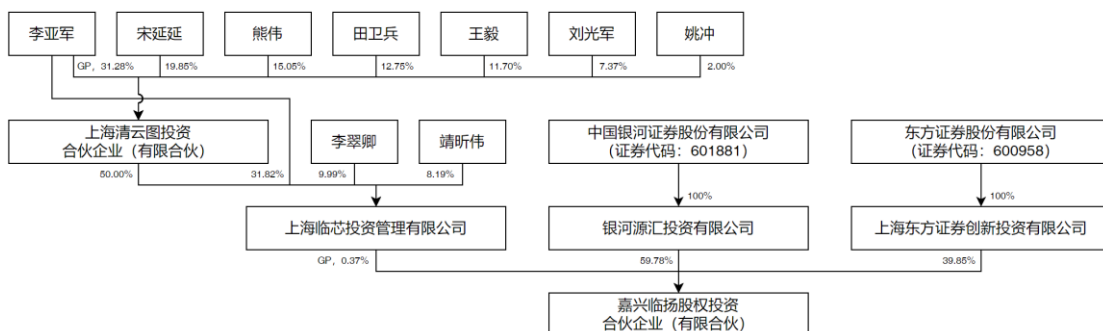 李亚军
宋延延
熊伟
田卫兵
王毅
刘光军
姚冲
GP，31.28%
19.85%
15.05%
12.75%
11.70%
7.37%
2.00%
上海清云图投资
合伙企业（有限合伙）
李翠卿
靖昕伟
中国银河证券股份有限公司
（证券代码：601881）
东方证券股份有限公司
（证券代码：600958）
50.00%
31.82%
9.99%
8.19%
100%
100%
上海临芯投资管理有限公司
银河源汇投资有限公司
上海东方证券创新投资有限公司
GP，0.37%
59.78%
39.85%
嘉兴临扬股权投资
合伙企业（有限合伙）